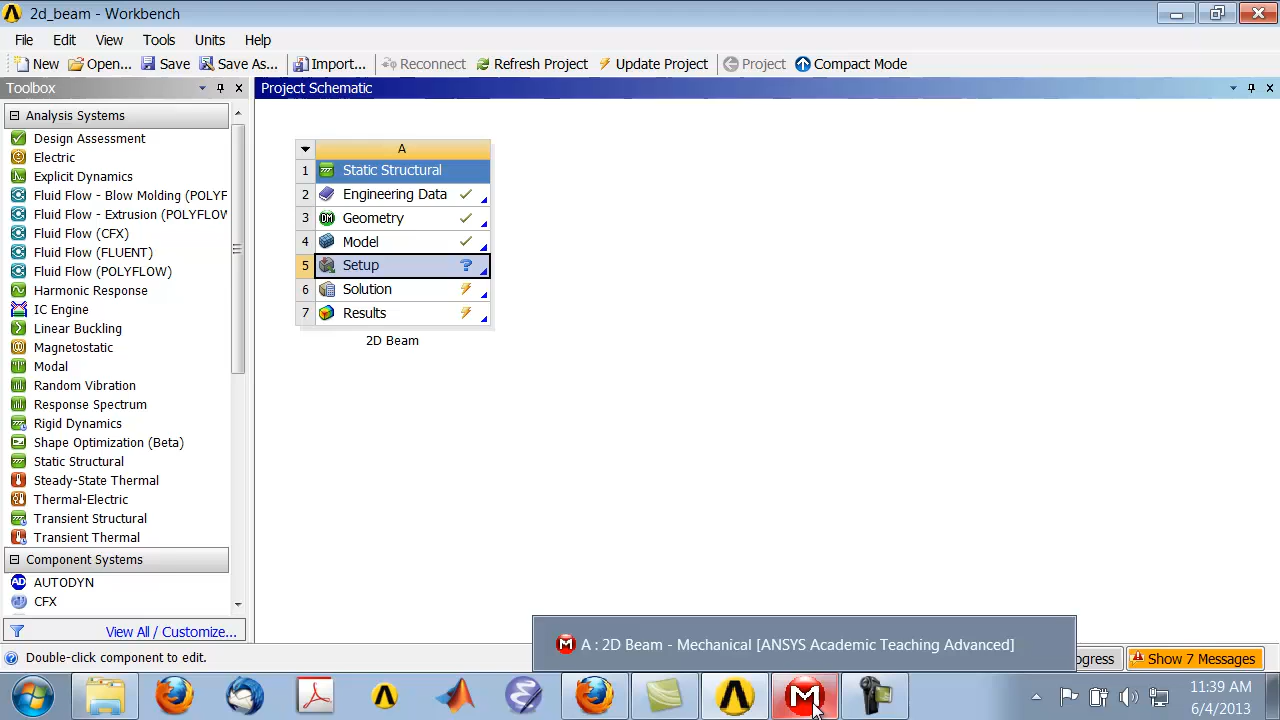 2d_beam - Workbench
File Edit View Tools Units Help
New Open... Save Save As... Import... Reconnect Refresh Project Update Project Project Compact Mode
Toolbox
Project Schematic
Analysis Systems
Design Assessment
Electric
Explicit Dynamics
Fluid Flow - Blow Molding (POLYF
Fluid Flow - Extrusion (POLYFLOW
Fluid Flow (CFX)
Fluid Flow (FLUENT)
Fluid Flow (POLYFLOW)
Harmonic Response
IC Engine
Linear Buckling
Magnetostatic
Modal
Random Vibration
Response Spectrum
Rigid Dynamics
Shape Optimization (Beta)
Static Structural
Steady-State Thermal
Thermal-Electric
Transient Structural
Transient Thermal
Component Systems
AUTODYN
CFX
View All / Customize...
A
1 Static Structural
2 Engineering Data
3 Geometry
4 Model
5 Setup
6 Solution
7 Results
2D Beam
A : 2D Beam - Mechanical [ANSYS Academic Teaching Advanced]
Double-click component to edit.
ogress Show 7 Messages
11:39 AM
6/4/2013